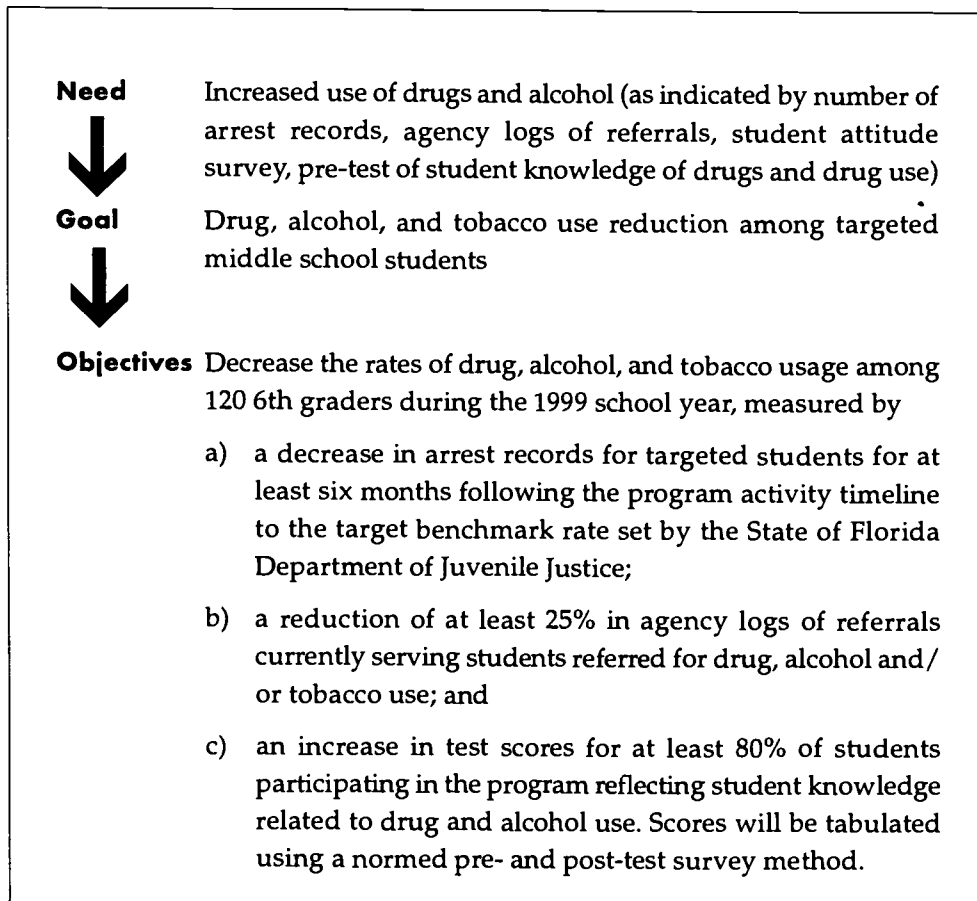 Need Increased use of drugs and alcohol (as indicated by number of
arrest records, agency logs of referrals, student attitude
survey, pre-test of student knowledge of drugs and drug use)
Goal Drug, alcohol, and tobacco use reduction among targeted
middle school students
Objectives Decrease the rates of drug, alcohol, and tobacco usage among
120 6th graders during the 1999 school year, measured by
a) a decrease in arrest records for targeted students for at
least six months following the program activity timeline
to the target benchmark rate set by the State of Florida
Department of Juvenile Justice;
b) a reduction of at least 25% in agency logs of referrals
currently serving students referred for drug, alcohol and/
or tobacco use; and
c) an increase in test scores for at least 80% of students
participating in the program reflecting student knowledge
related to drug and alcohol use. Scores will be tabulated
using a normed pre- and post-test survey method.